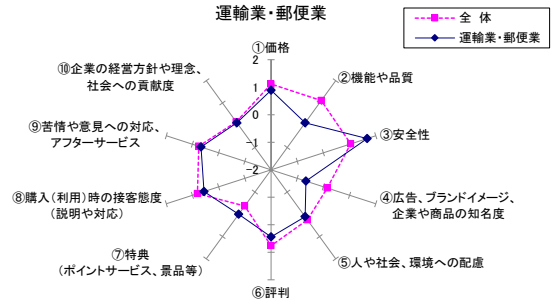 運輸業・郵便業
全 体
運輸業・郵便業
①価格
②機能や品質
③安全性
④広告、ブランドイメージ、
企業や商品の知名度
⑤人や社会、環境への配慮
⑥評判
⑦特典
(ポイントサービス、景品等)
⑧購入(利用)時の接客態度
(説明や対応)
⑨苦情や意見への対応、
アフターサービス
⑩企業の経営方針や理念、
社会への貢献度
2
1
0
-1
-2